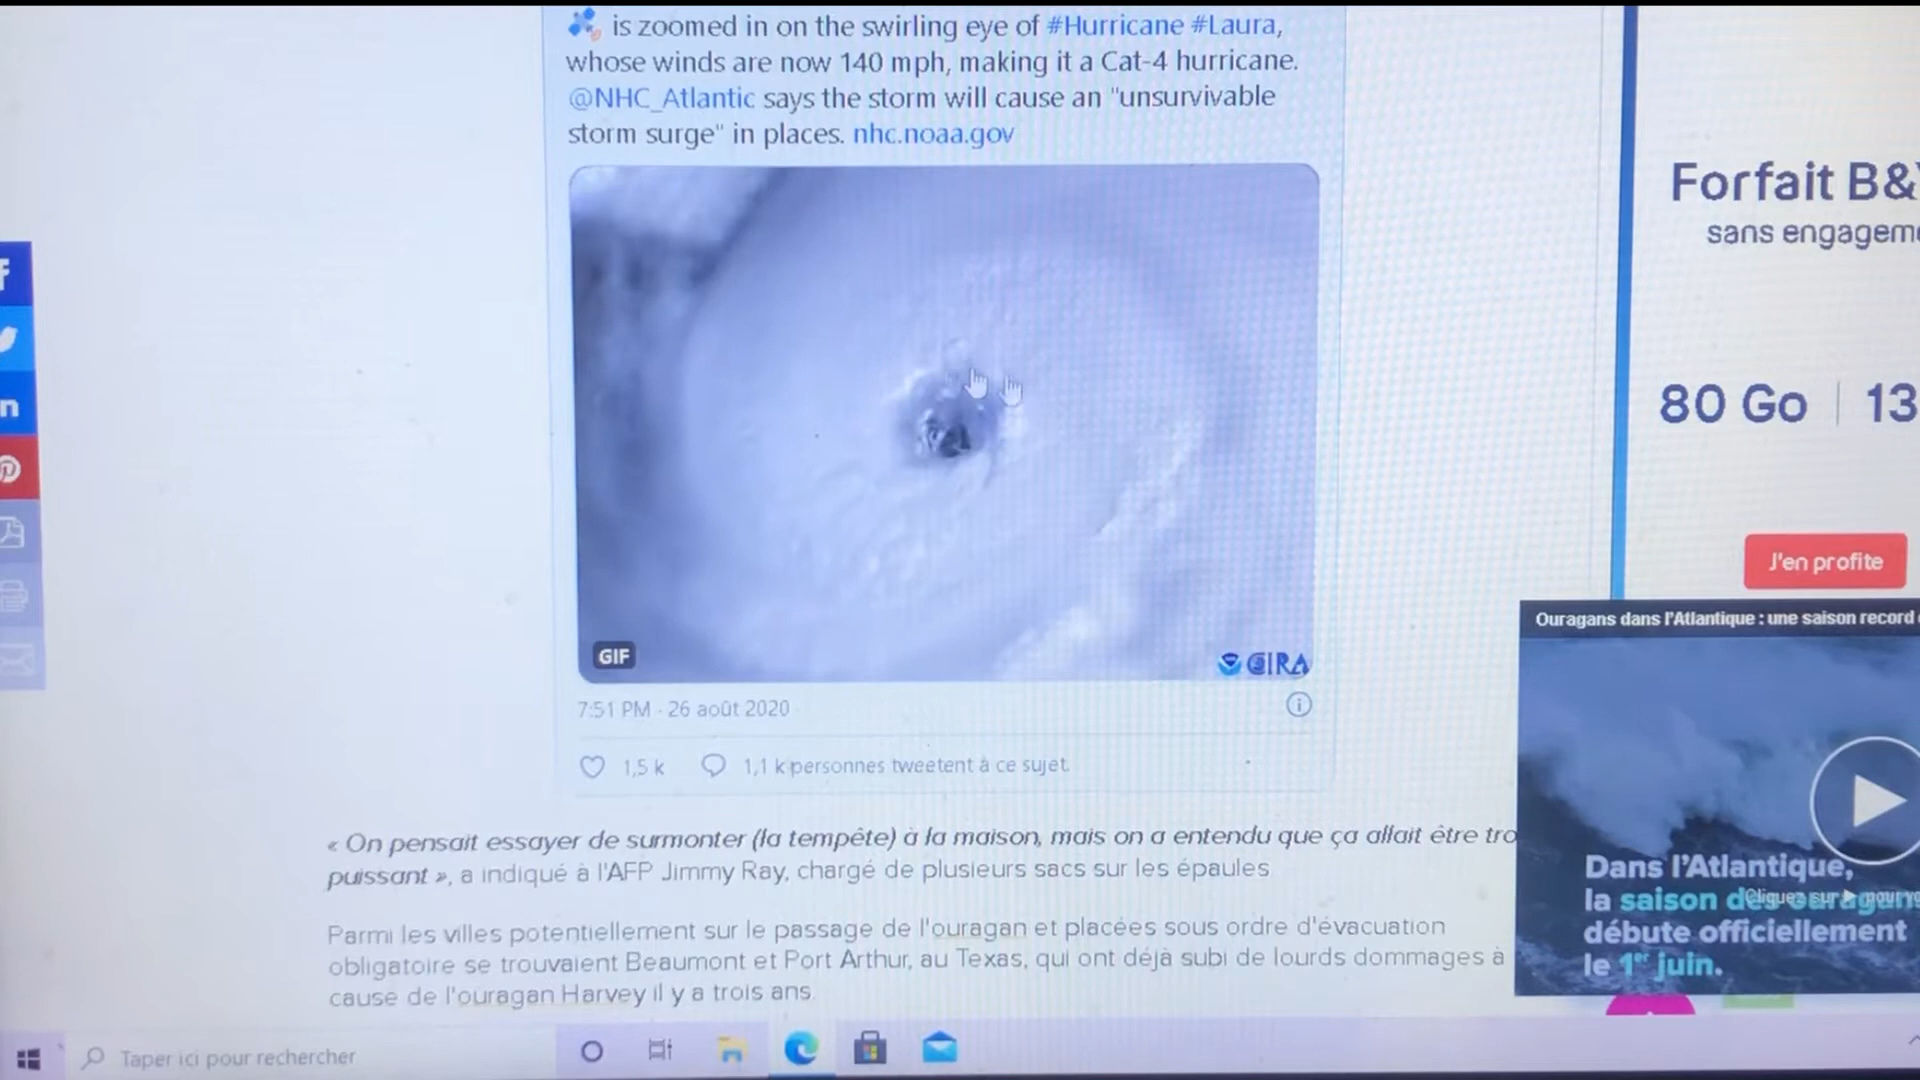 is zoomed in on the swirling eye of #Hurricane #Laura,
whose winds are now 140 mph, making it a Cat-4 hurricane.
@NHC_Atlantic says the storm will cause an "unsurvivable
storm surge" in places. nhc.noaa.gov
GIF
CIRA
7:51 PM · 26 août 2020
1,5 k
1,1 k personnes tweetent à ce sujet.
« On pensait essayer de surmonter (la tempête) à la maison, mais on a entendu que ça allait être tro
puissant », a indiqué à l'AFP Jimmy Ray, chargé de plusieurs sacs sur les épaules.
Parmi les villes potentiellement sur le passage de l'ouragan et placées sous ordre d'évacuation
obligatoire se trouvaient Beaumont et Port Arthur, au Texas, qui ont déjà subi de lourds dommages à
cause de l'ouragan Harvey il y a trois ans.
Forfait B&
sans engagem
80 Go | 13
J'en profite
Ouragans dans l'Atlantique : une saison record
Dans l'Atlantique,
la saison
Cliquez sur
pour
débute officiellement
le 1er juin.
Taper ici pour rechercher